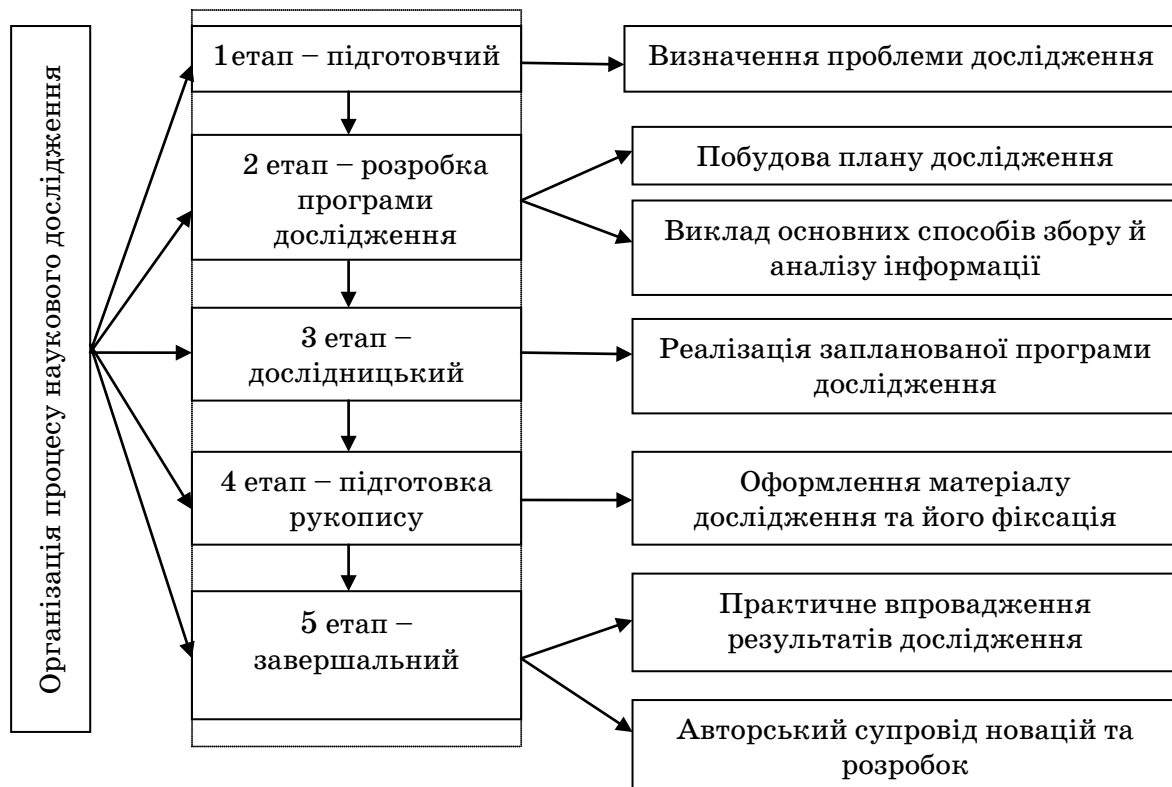 Організація процесу наукового дослідження
1етап – підготовчий
Визначення проблеми дослідження
2 етап – розробка
програми
дослідження
Побудова плану дослідження
Виклад основних способів збору й
аналізу інформації
3 етап –
дослідницький
Реалізація запланованої програми
дослідження
4 етап – підготовка
рукопису
Оформлення матеріалу
дослідження та його фіксація
5 етап –
завершальний
Практичне впровадження
результатів дослідження
Авторський супровід новацій та
розробок